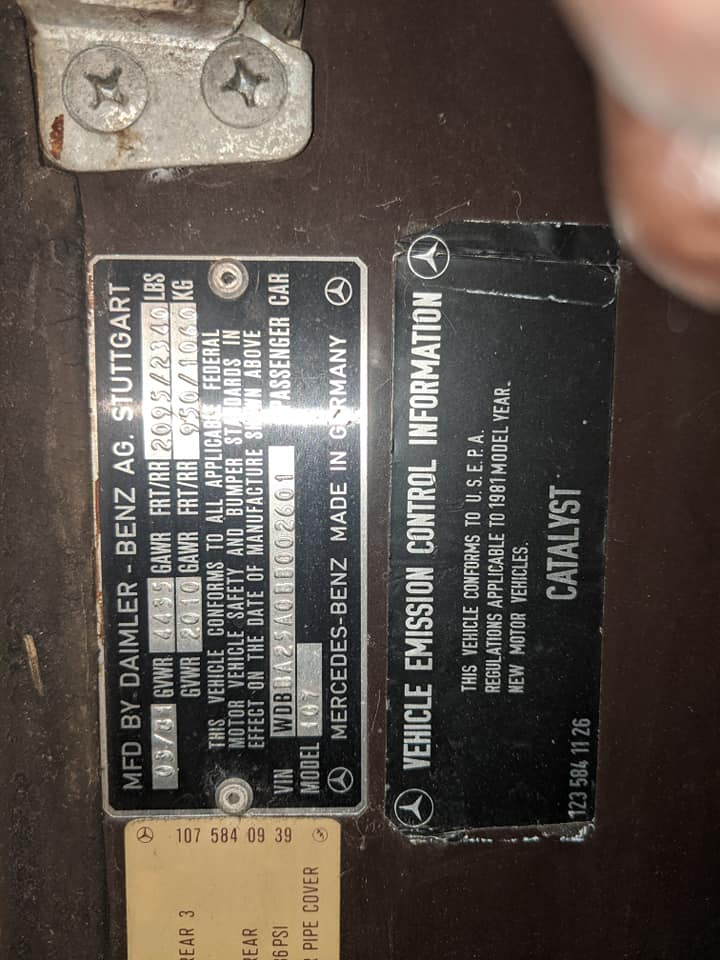 MFD BY DAIMLER - BENZ AG. STUTTGART
03/81 GVWR 4435 GAWR FRT/RR 2095/2340 LBS
GVWR 2010 GAWR FRT/RR 950/1060 KG
THIS VEHICLE CONFORMS TO ALL APPLICABLE FEDERAL
MOTOR VEHICLE SAFETY AND BUMPER STANDARDS IN
EFFECT ON THE DATE OF MANUFACTURE SHOWN ABOVE
VIN WDBBA25A0BB002601 PASSENGER CAR
MODEL 107
MERCEDES-BENZ MADE IN GERMANY
VEHICLE EMISSION CONTROL INFORMATION
THIS VEHICLE CONFORMS TO U.S.E.P.A.
REGULATIONS APPLICABLE TO 1981 MODEL YEAR.
NEW MOTOR VEHICLES.
CATALYST
123 584 11 26
107 584 09 39
REAR 3
REAR
36PSI
PIPE COVER